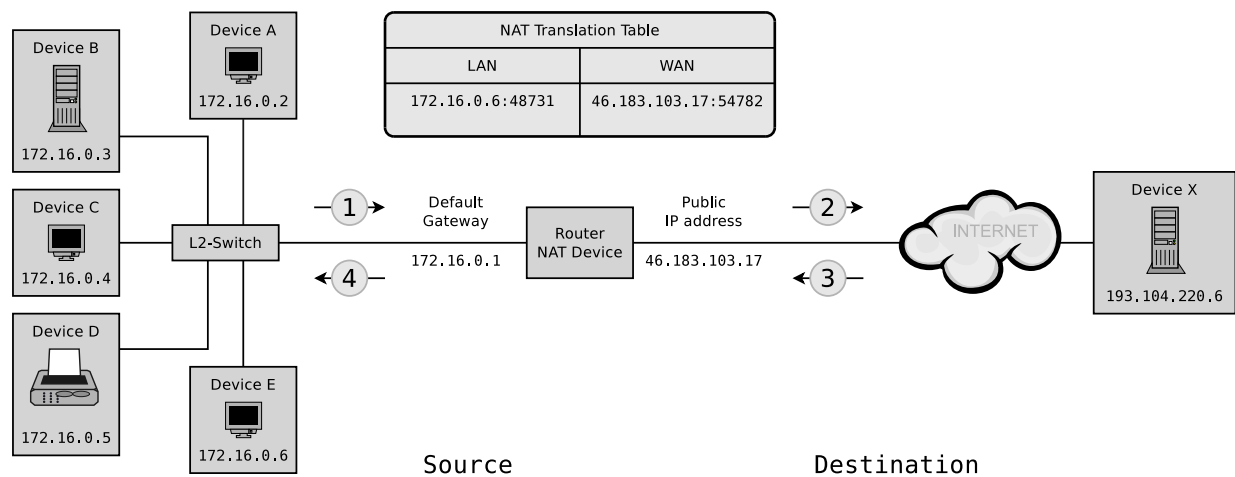 Device A
172.16.0.2
Device B
172.16.0.3
NAT Translation Table
LAN WAN
172.16.0.6:48731 46.183.103.17:54782
Device C
172.16.0.4
L2-Switch
1
Default
Gateway
172.16.0.1
4
Router
NAT Device
Public
IP address
46.183.103.17
2
3
INTERNET
Device X
193.104.220.6
Device D
172.16.0.5
Device E
172.16.0.6
Source Destination